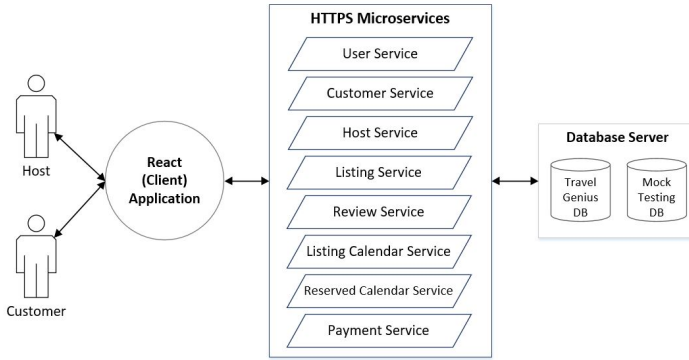 HTTPS Microservices
User Service
Customer Service
Host Service
Listing Service
Review Service
Listing Calendar Service
Reserved Calendar Service
Payment Service
Host
Customer
React
(Client)
Application
Database Server
Travel
Genius
DB
Mock
Testing
DB